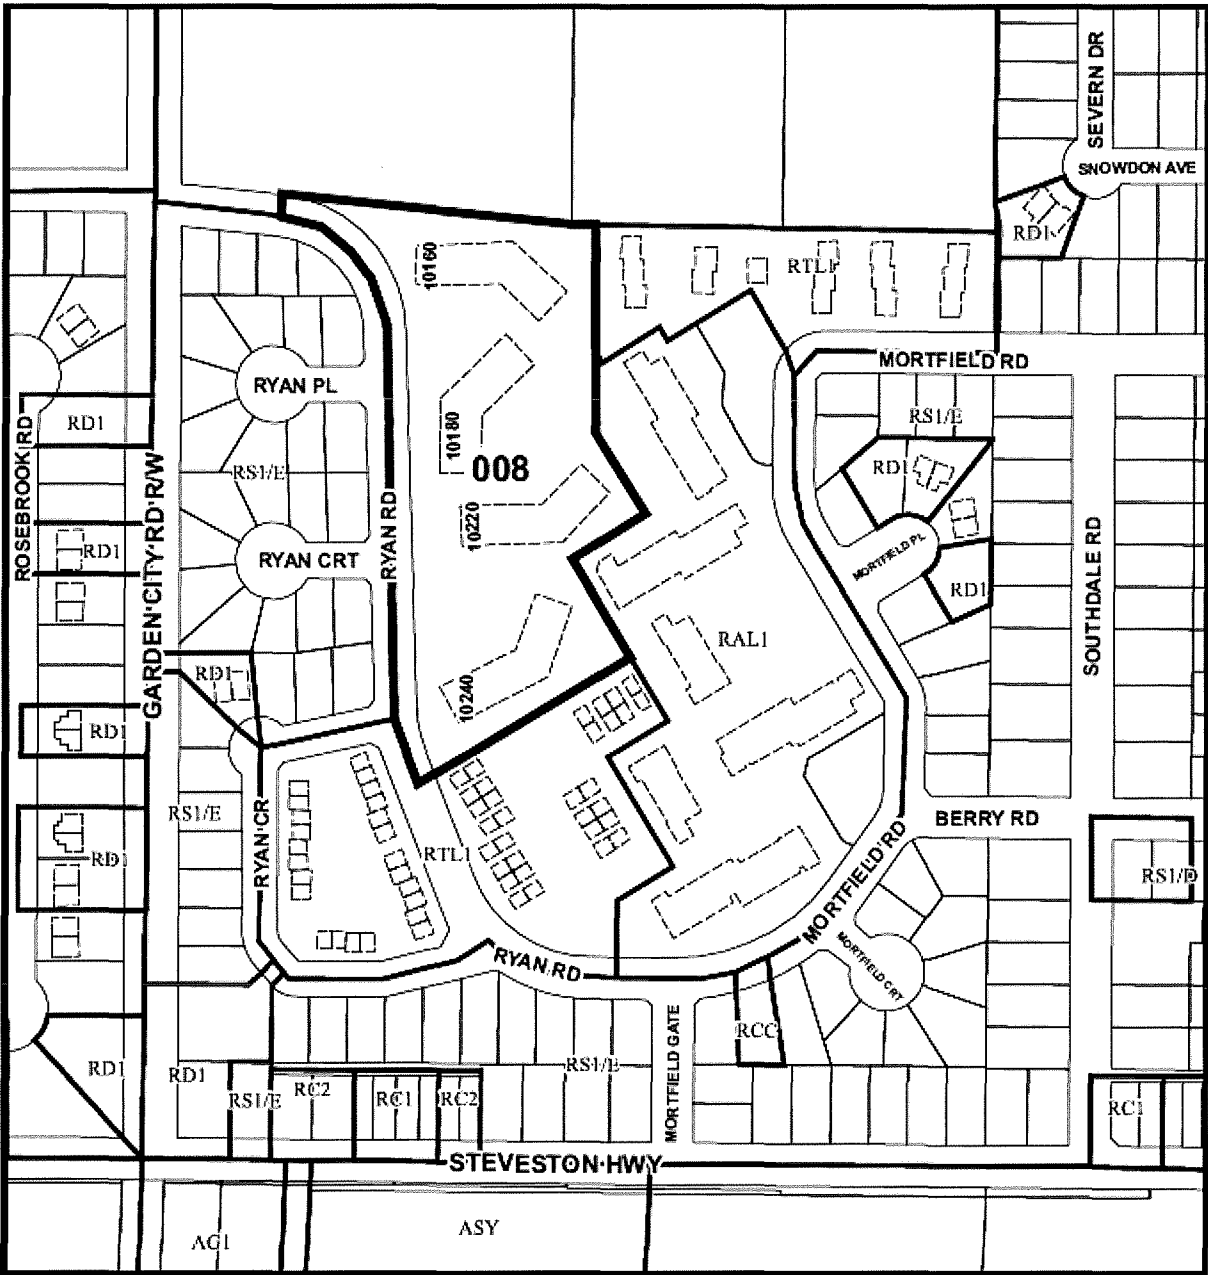 SEVERN DR
SNOWDON AVE
RD1
10160
RTL1
MORTFIELD RD
RYAN PL
RS1/E
RD1
ROSEBROOK RD
10180
008
RS1/E
RD1
GARDEN CITY RD R/W
RYAN RD
10220
SOUTHDALE RD
RD1
RYAN CRT
MORTFIELD PL
RD1
RAL1
RD1
10240
RD1
RS1/E
BERRY RD
RYAN CR
MORTFIELD RD
RTL1
RD1
RS1/D
RYAN RD
MORTFIELD CRT
MORTFIELD GATE
RCC
RD1
RD1
RS1/E
RS1/E
RC2
RC1
RC2
RC1
STEVESTON HWY
AG1
ASY